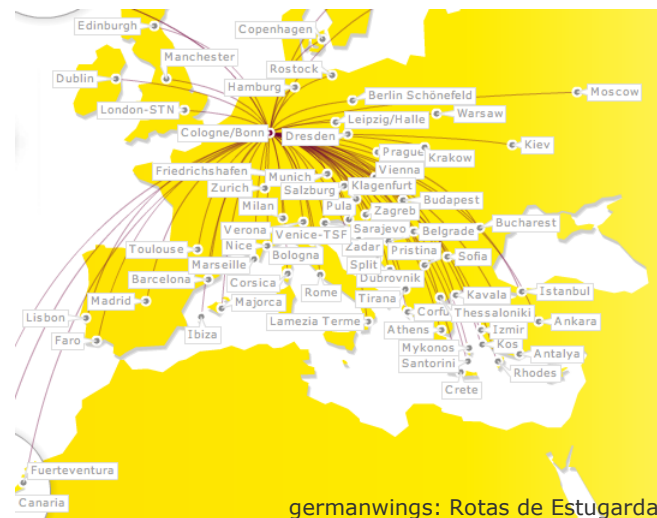 Edinburgh
Copenhagen
Manchester
Rostock
Dublin
Hamburg
Berlin Schönefeld
Moscow
London-STN
Leipzig/Halle
Warsaw
Cologne/Bonn
Dresden
Kiev
Prague
Krakow
Friedrichshafen
Munich
Vienna
Zurich
Salzburg
Klagenfurt
Milan
Pula
Budapest
Zagreb
Verona
Venice-TSF
Sarajevo
Belgrade
Bucharest
Toulouse
Nice
Zadar
Pristina
Marseille
Bologna
Split
Sofia
Barcelona
Corsica
Rome
Dubrovnik
Madrid
Majorca
Tirana
Kavala
Istanbul
Lisbon
Ibiza
Lamezia Terme
Corfu
Thessaloniki
Ankara
Faro
Athens
Izmir
Mykonos
Kos
Antalya
Santorini
Rhodes
Crete
Fuerteventura
Canaria
germanwings: Rotas de Estugarda